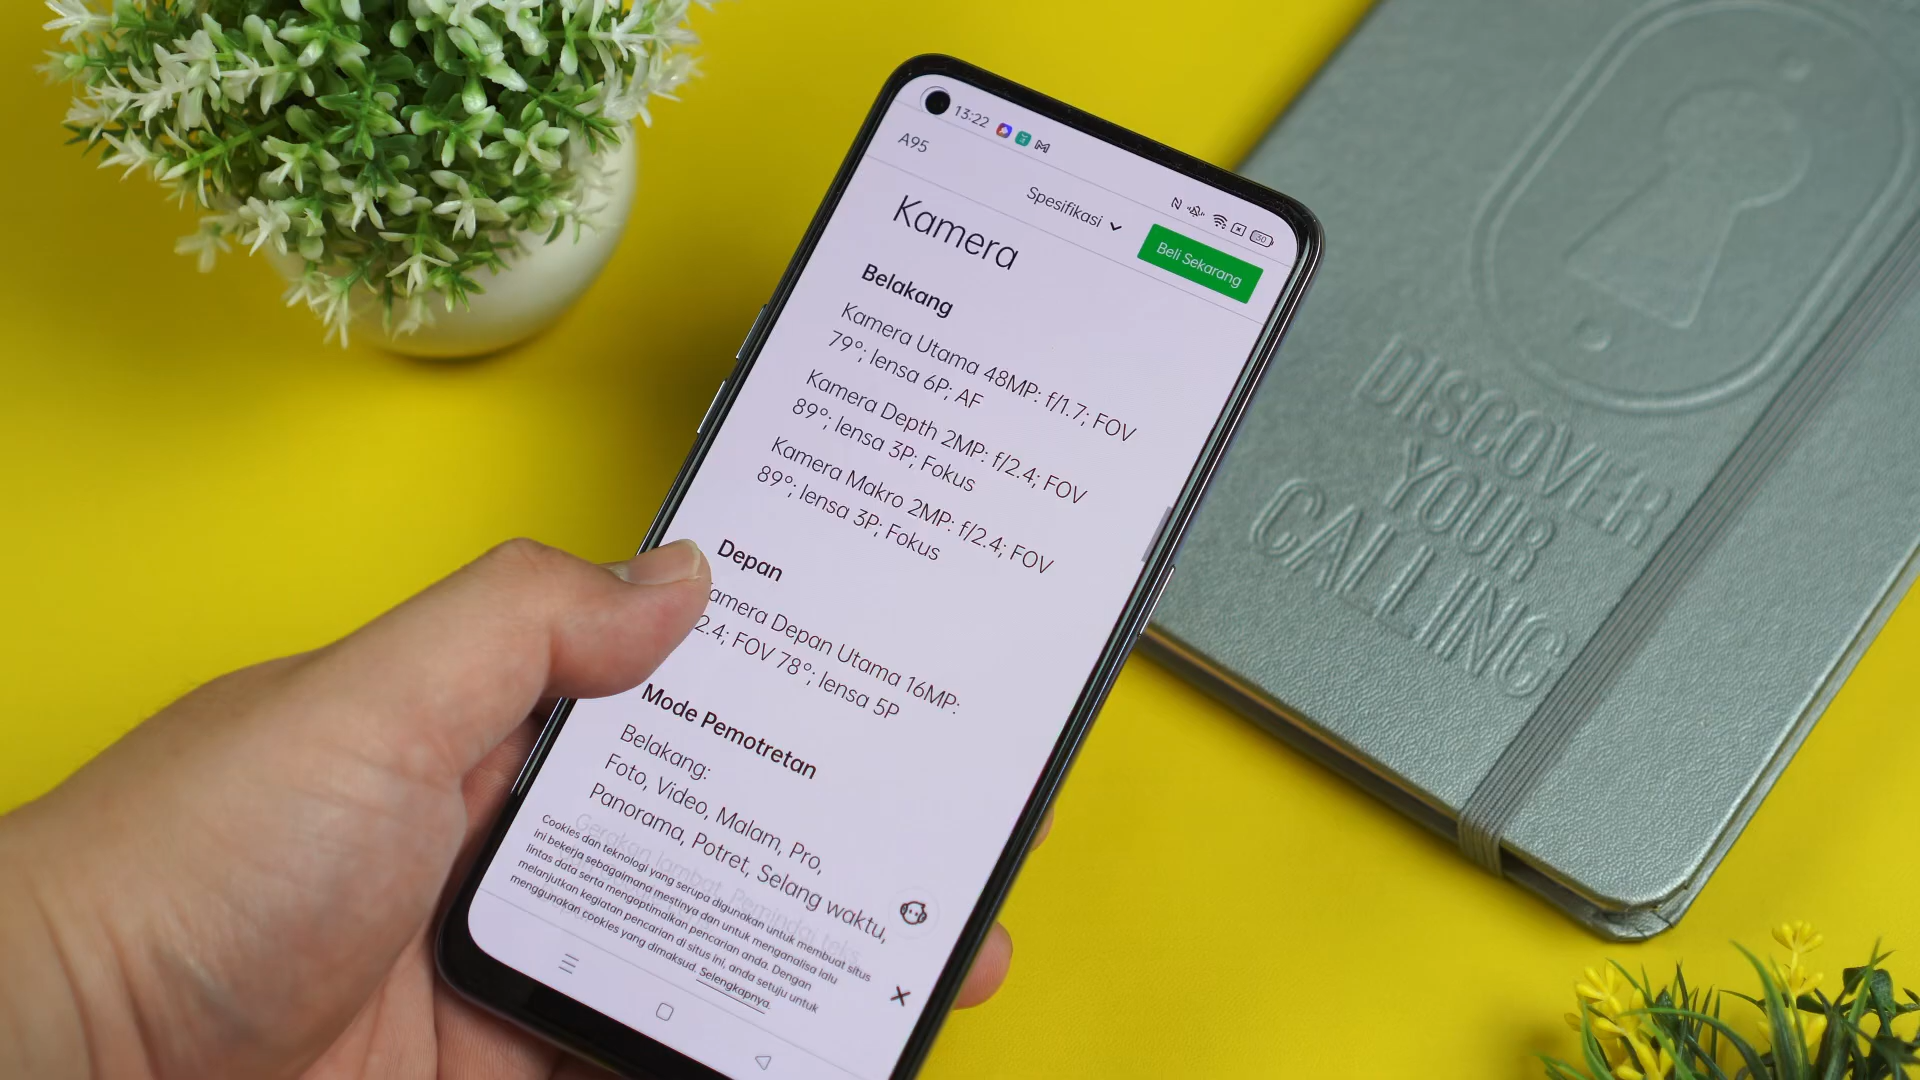 13:22
30
A95
Spesifikasi
Beli Sekarang
Kamera
Belakang
Kamera Utama 48MP: f/1.7; FOV
79°; lensa 6P; AF
Kamera Depth 2MP: f/2.4; FOV
89°; lensa 3P; Fokus
Kamera Makro 2MP: f/2.4; FOV
89°; lensa 3P; Fokus
Depan
amera Depan Utama 16MP:
2.4; FOV 78°; lensa 5P
Mode Pemotretan
Belakang:
Foto, Video, Malam, Pro,
Panorama, Potret, Selang waktu,
Gerakan lambat, Pemindai teks,
Cookies dan teknologi yang serupa digunakan untuk membuat situs
ini bekerja sebagaimana mestinya dan untuk menganalisa lalu
lintas data serta mengoptimalkan pencarian anda. Dengan
melanjutkan kegiatan pencarian di situs ini, anda setuju untuk
menggunakan cookies yang dimaksud. Selengkapnya.
DISCOVER
YOUR
CALLING